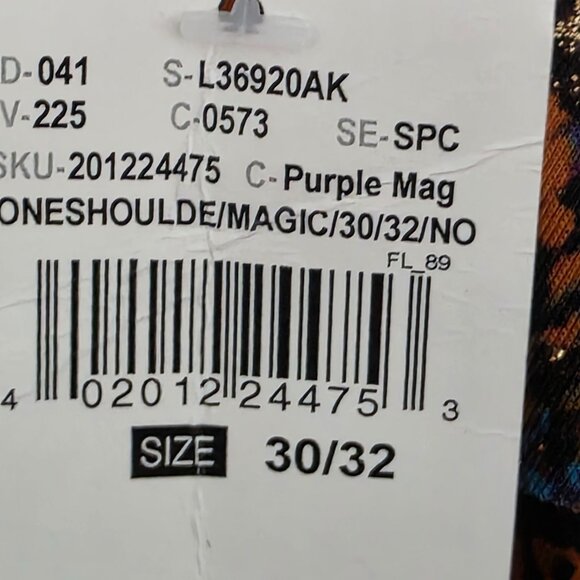 D-041 S-L36920AK
V-225 C-0573 SE-SPC
SKU-201224475 C-Purple Mag
ONESHOULDE/MAGIC/30/32/NO
FL_89
4 02012 24475 3
SIZE 30/32